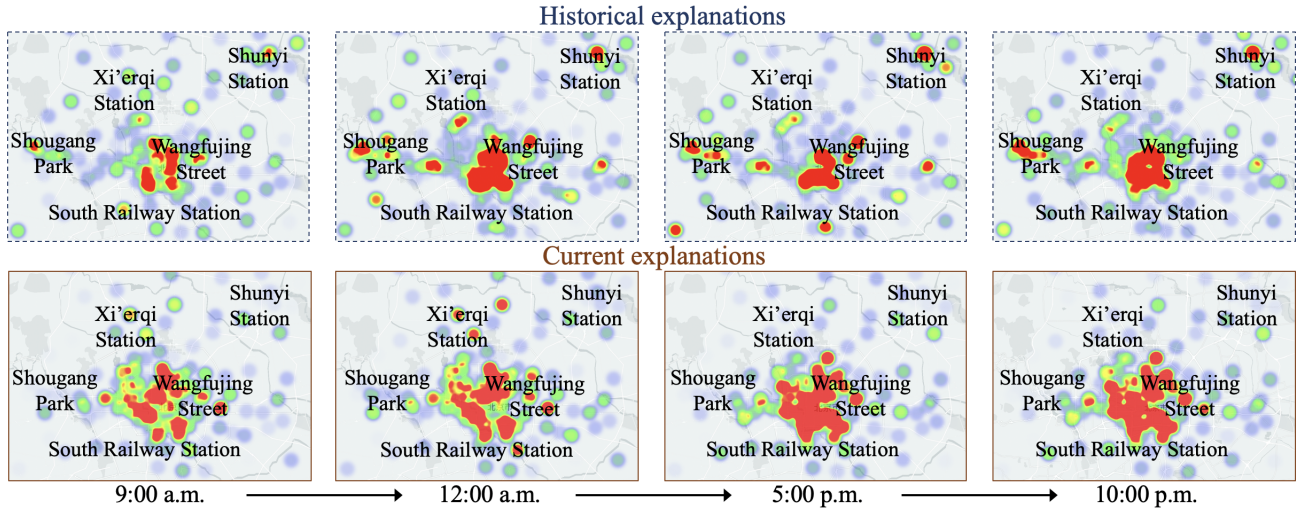 Historical explanations
Shunyi
Station
Xi’erqi
Station
Shougang
Park
Wangfujing
Street
South Railway Station
Shunyi
Station
Xi’erqi
Station
Shougang
Park
Wangfujing
Street
South Railway Station
Shunyi
Station
Xi’erqi
Station
Shougang
Park
Wangfujing
Street
South Railway Station
Shunyi
Station
Xi’erqi
Station
Shougang
Park
Wangfujing
Street
South Railway Station
Current explanations
Shunyi
Station
Xi’erqi
Station
Shougang
Park
Wangfujing
Street
South Railway Station
Shunyi
Station
Xi’erqi
Station
Shougang
Park
Wangfujing
Street
South Railway Station
Shunyi
Station
Xi’erqi
Station
Shougang
Park
Wangfujing
Street
South Railway Station
Shunyi
Station
Xi’erqi
Station
Shougang
Park
Wangfujing
Street
South Railway Station
9:00 a.m.
12:00 a.m.
5:00 p.m.
10:00 p.m.